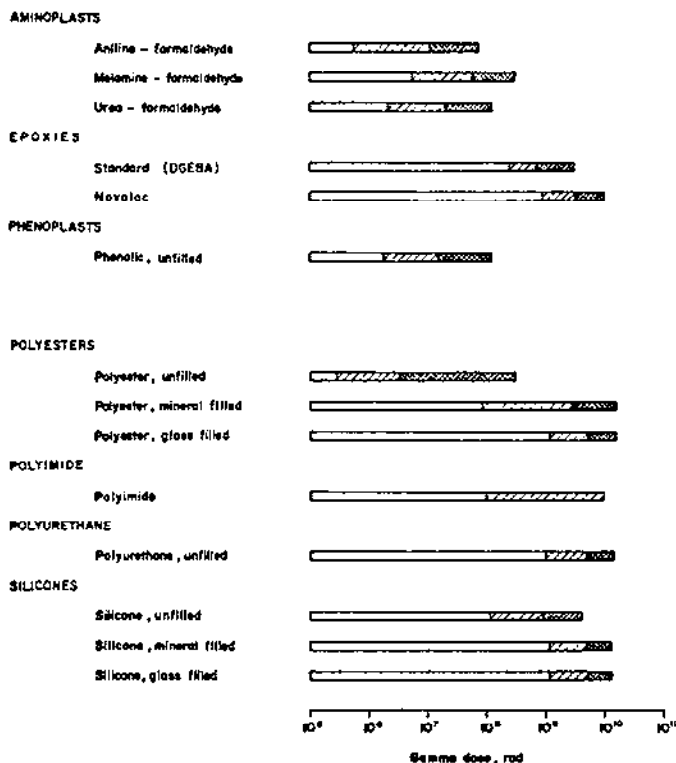 AMINOPLASTS
Aniline - formaldehyde
Melamine - formaldehyde
Urea - formaldehyde
EPOXIES
Standard (DGEBA)
Novolac
PHENOPLASTS
Phenolic, unfilled
POLYESTERS
Polyester, unfilled
Polyester, mineral filled
Polyester, glass filled
POLYIMIDE
Polyimide
POLYURETHANE
Polyurethane, unfilled
SILICONES
Silicone, unfilled
Silicone, mineral filled
Silicone, glass filled
10⁵ 10⁶ 10⁷ 10⁸ 10⁹ 10¹⁰ 10¹¹
Gamma dose, rad